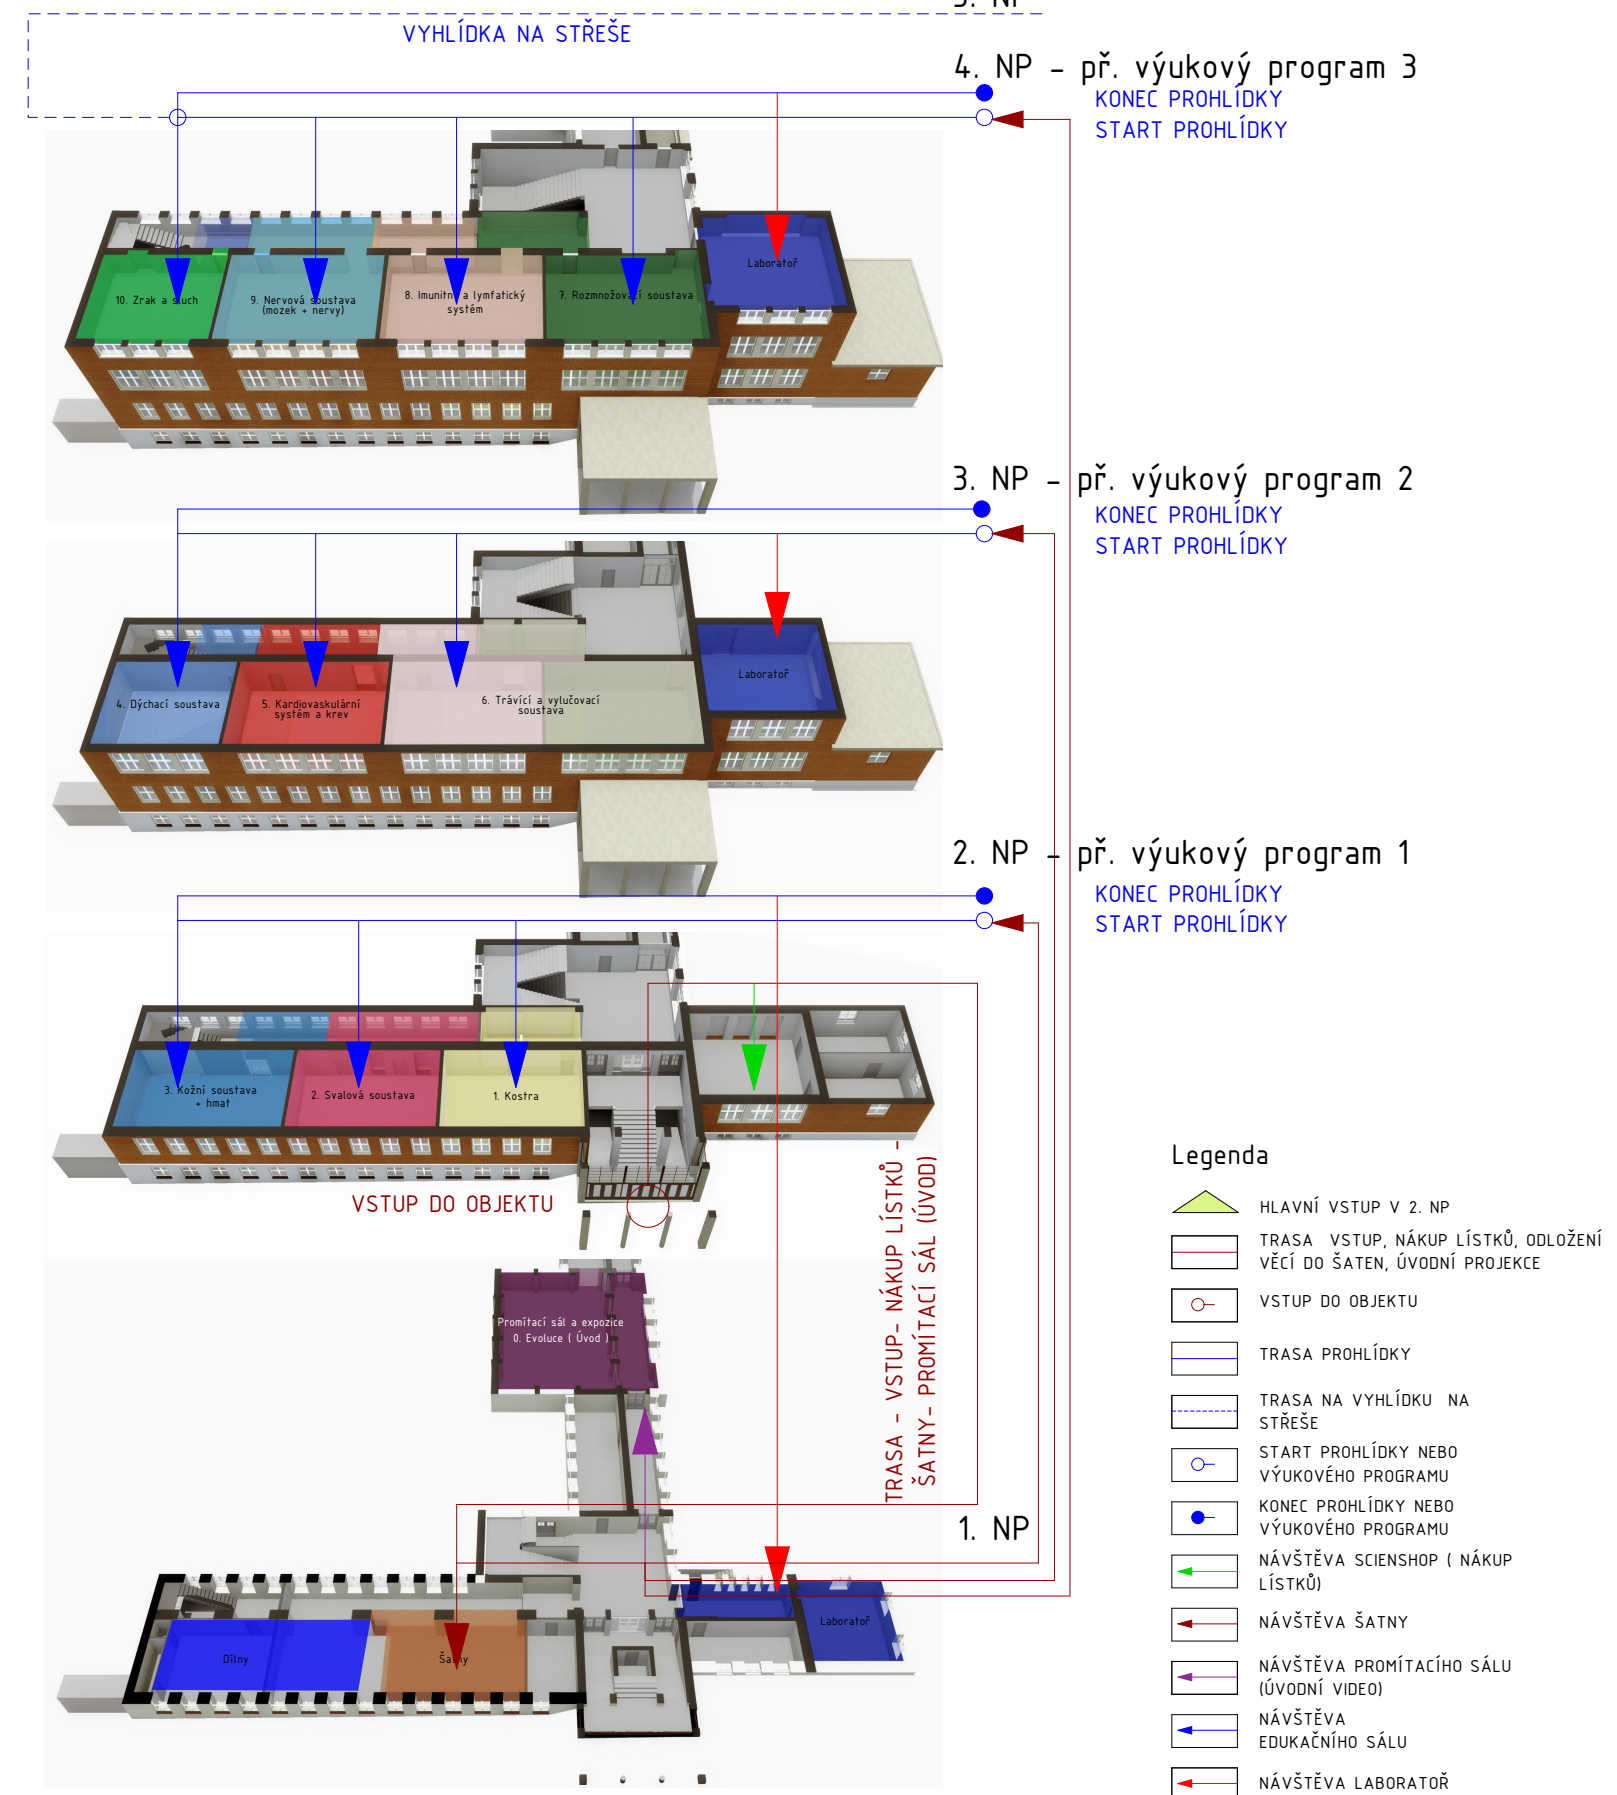 VYHLÍDKA NA STŘEŠE
4. NP - př. výukový program 3
KONEC PROHLÍDKY
START PROHLÍDKY
Laboratoř
10. Zrak a sluch
9. Nervová soustava
(mozek + nervy)
8. Imunitní a lymfatický
systém
7. Rozmnožovací soustava
3. NP - př. výukový program 2
KONEC PROHLÍDKY
START PROHLÍDKY
Laboratoř
4. Dýchací soustava
5. Kardiovaskulární
systém a krev
6. Trávící a vylučovací
soustava
2. NP - př. výukový program 1
KONEC PROHLÍDKY
START PROHLÍDKY
3. Kožní soustava
+ hmat
2. Svalová soustava
1. Kostra
VSTUP DO OBJEKTU
TRASA - VSTUP- NÁKUP LÍSTKŮ -
ŠATNY- PROMÍTACÍ SÁL (ÚVOD)
Promítací sál a expozice
0. Evoluce ( Úvod )
1. NP
Dílny
Šatny
Laboratoř
Legenda
HLAVNÍ VSTUP V 2. NP
TRASA VSTUP, NÁKUP LÍSTKŮ, ODLOŽENÍ
VĚCÍ DO ŠATEN, ÚVODNÍ PROJEKCE
VSTUP DO OBJEKTU
TRASA PROHLÍDKY
TRASA NA VYHLÍDKU NA
STŘEŠE
START PROHLÍDKY NEBO
VÝUKOVÉHO PROGRAMU
KONEC PROHLÍDKY NEBO
VÝUKOVÉHO PROGRAMU
NÁVŠTĚVA SCIENSHOP ( NÁKUP
LÍSTKŮ)
NÁVŠTĚVA ŠATNY
NÁVŠTĚVA PROMÍTACÍHO SÁLU
(ÚVODNÍ VIDEO)
NÁVŠTĚVA
EDUKAČNÍHO SÁLU
NÁVŠTĚVA LABORATOŘ